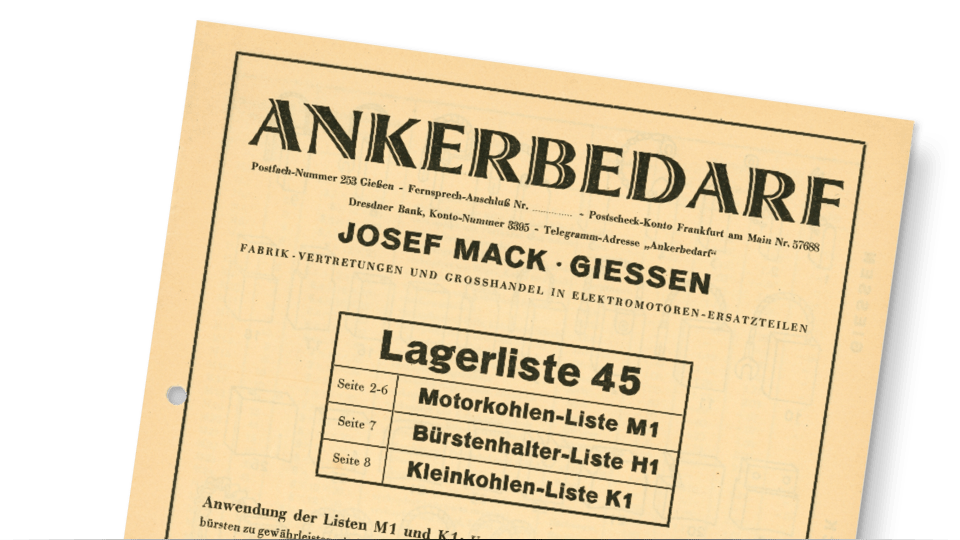 ANKERBEDARF
Postfach-Nummer 253 Gießen - Fernsprech-Anschluß Nr. ............ - Postscheck-Konto Frankfurt am Main Nr. 57688
Dresdner Bank, Konto-Nummer 3395 - Telegramm-Adresse „Ankerbedarf“
JOSEF MACK · GIESSEN
FABRIK-VERTRETUNGEN UND GROSSHANDEL IN ELEKTROMOTOREN-ERSATZTEILEN
Lagerliste 45
Seite 2-6 Motorkohlen-Liste M1
Seite 7 Bürstenhalter-Liste H1
Seite 8 Kleinkohlen-Liste K1
Anwendung der Listen M1 und K1:
bürsten zu gewährleisten